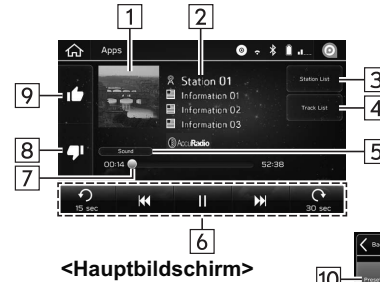 1
2
Apps
Station 01
Information 01
Information 02
Information 03
AccuRadio
Station List
3
Track List
4
9
8
Sound
5
00:14
52:38
7
15 sec
30 sec
6
<Hauptbildschirm>
10